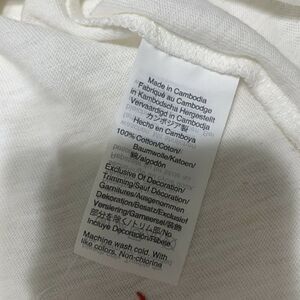 Made in Cambodia
Fabriqué au Cambodge
In Kambodscha Hergestellt
Vervaardigd in Cambodja
カンボジア製
Hecho en Camboya
100% Cotton/Coton/
Baumwolle/Katoen/
綿/algodón
Exclusive Of Decoration/
Trimming/Sauf Décoration/
Garnitures/Ausgenommen
Dekoration/Besatz/Exclusief
Versiering/Garneersel/装飾
部分を除く/トリム部/No
Incluye Decoración/Ribete.
Machine wash cold. With
like colors. Non-chlorine